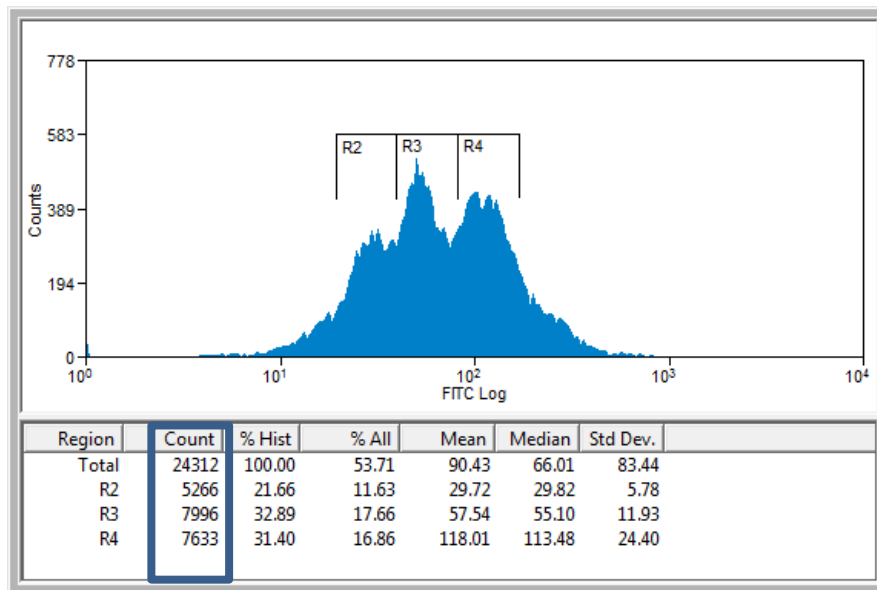 778
583
R2 R3 R4
389
Counts
194
0
10⁰ 10¹ 10² 10³ 10⁴
FITC Log
Region Count % Hist % All Mean Median Std Dev.
Total 24312 100.00 53.71 90.43 66.01 83.44
R2 5266 21.66 11.63 29.72 29.82 5.78
R3 7996 32.89 17.66 57.54 55.10 11.93
R4 7633 31.40 16.86 118.01 113.48 24.40